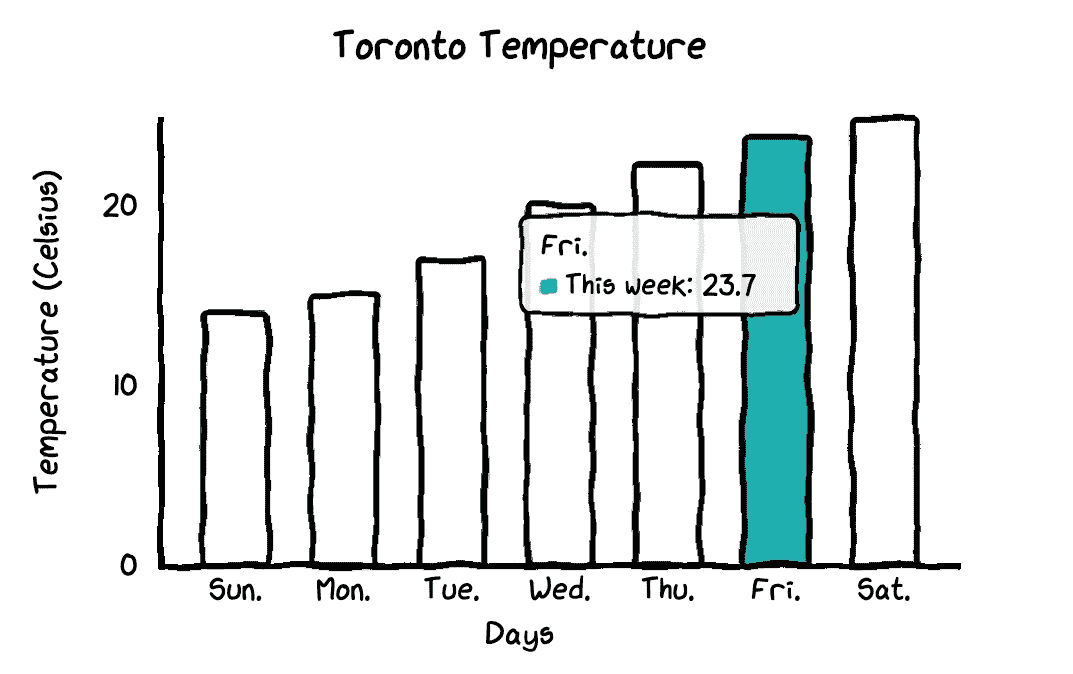 Toronto Temperature
Temperature (Celsius)
20
10
0
Fri.
This week: 23.7
Sun. Mon. Tue. Wed. Thu. Fri. Sat.
Days